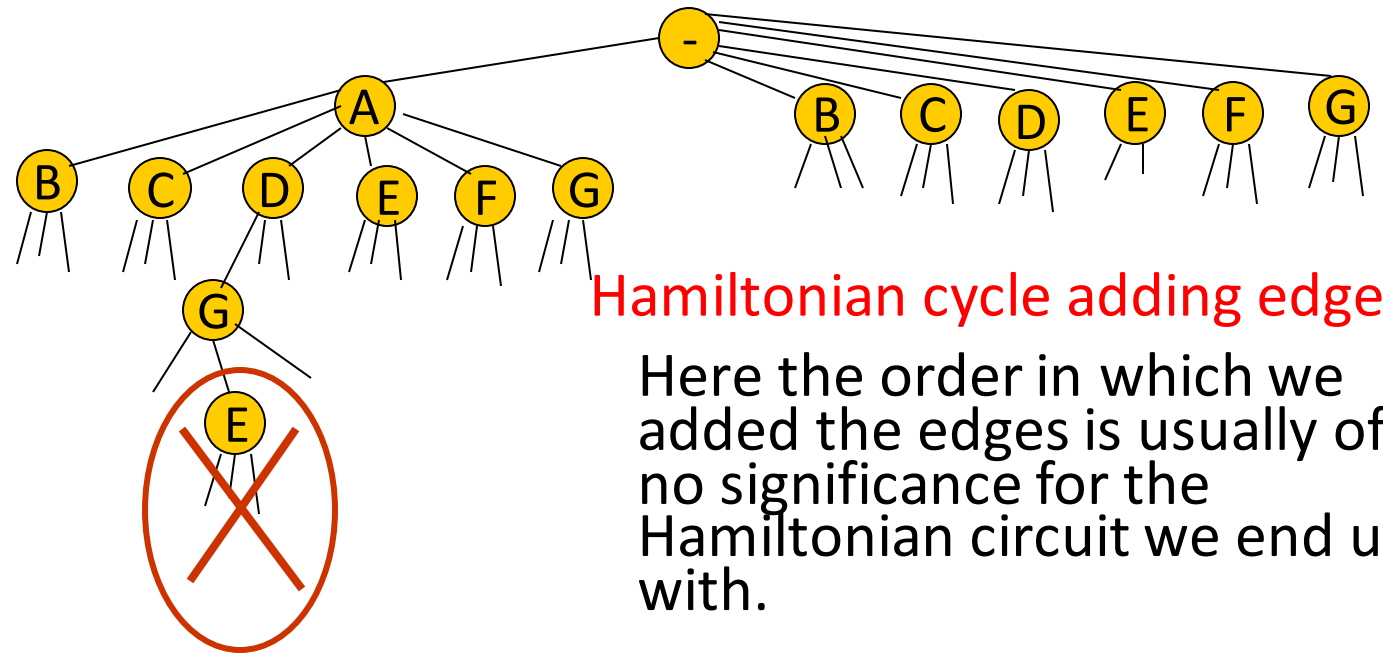 -
A
B C D E F G
B C D E F G
G
E
Hamiltonian cycle adding edge
Here the order in which we
added the edges is usually of
no significance for the
Hamiltonian circuit we end u
with.